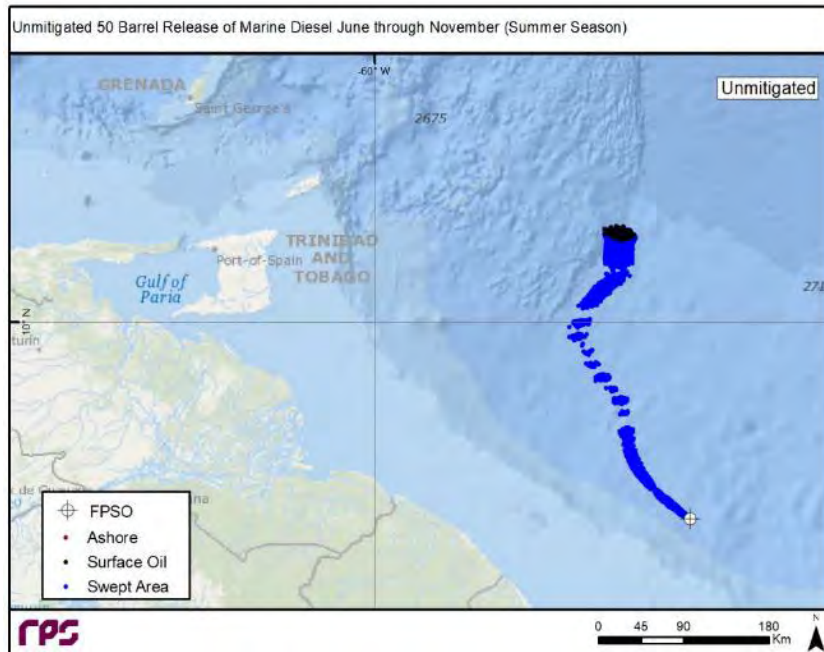 Unmitigated 50 Barrel Release of Marine Diesel June through November (Summer Season)
-60° W
Unmitigated
GRENADA
Saint George's
2675
TRINIDAD
AND
TOBAGO
Port-of-Spain
Gulf of
Paria
10° N
FPSO
Ashore
Surface Oil
Swept Area
rps
0 45 90 180
Km
N